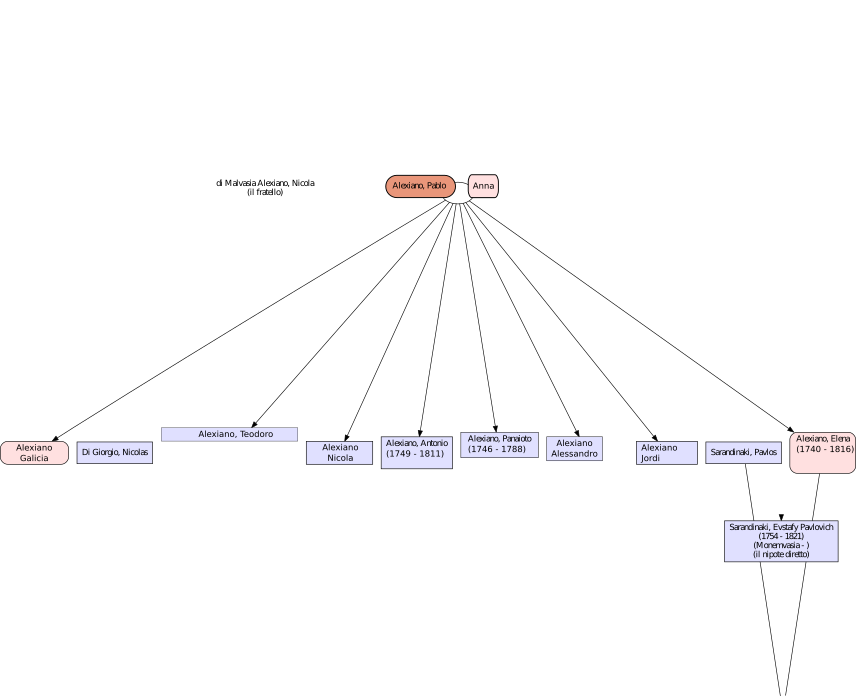 di Malvasia Alexiano, Nicola
(il fratello)
Alexiano, Pablo
Anna
Alexiano
Galicia
Di Giorgio, Nicolas
Alexiano, Teodoro
Alexiano
Nicola
Alexiano, Antonio
(1749 - 1811)
Alexiano, Panaioto
(1746 - 1788)
Alexiano
Alessandro
Alexiano
Jordi
Sarandinaki, Pavlos
Alexiano, Elena
(1740 - 1816)
Sarandinaki, Evstafy Pavlovich
(1754 - 1821)
(Monemvasia - )
(il nipote diretto)